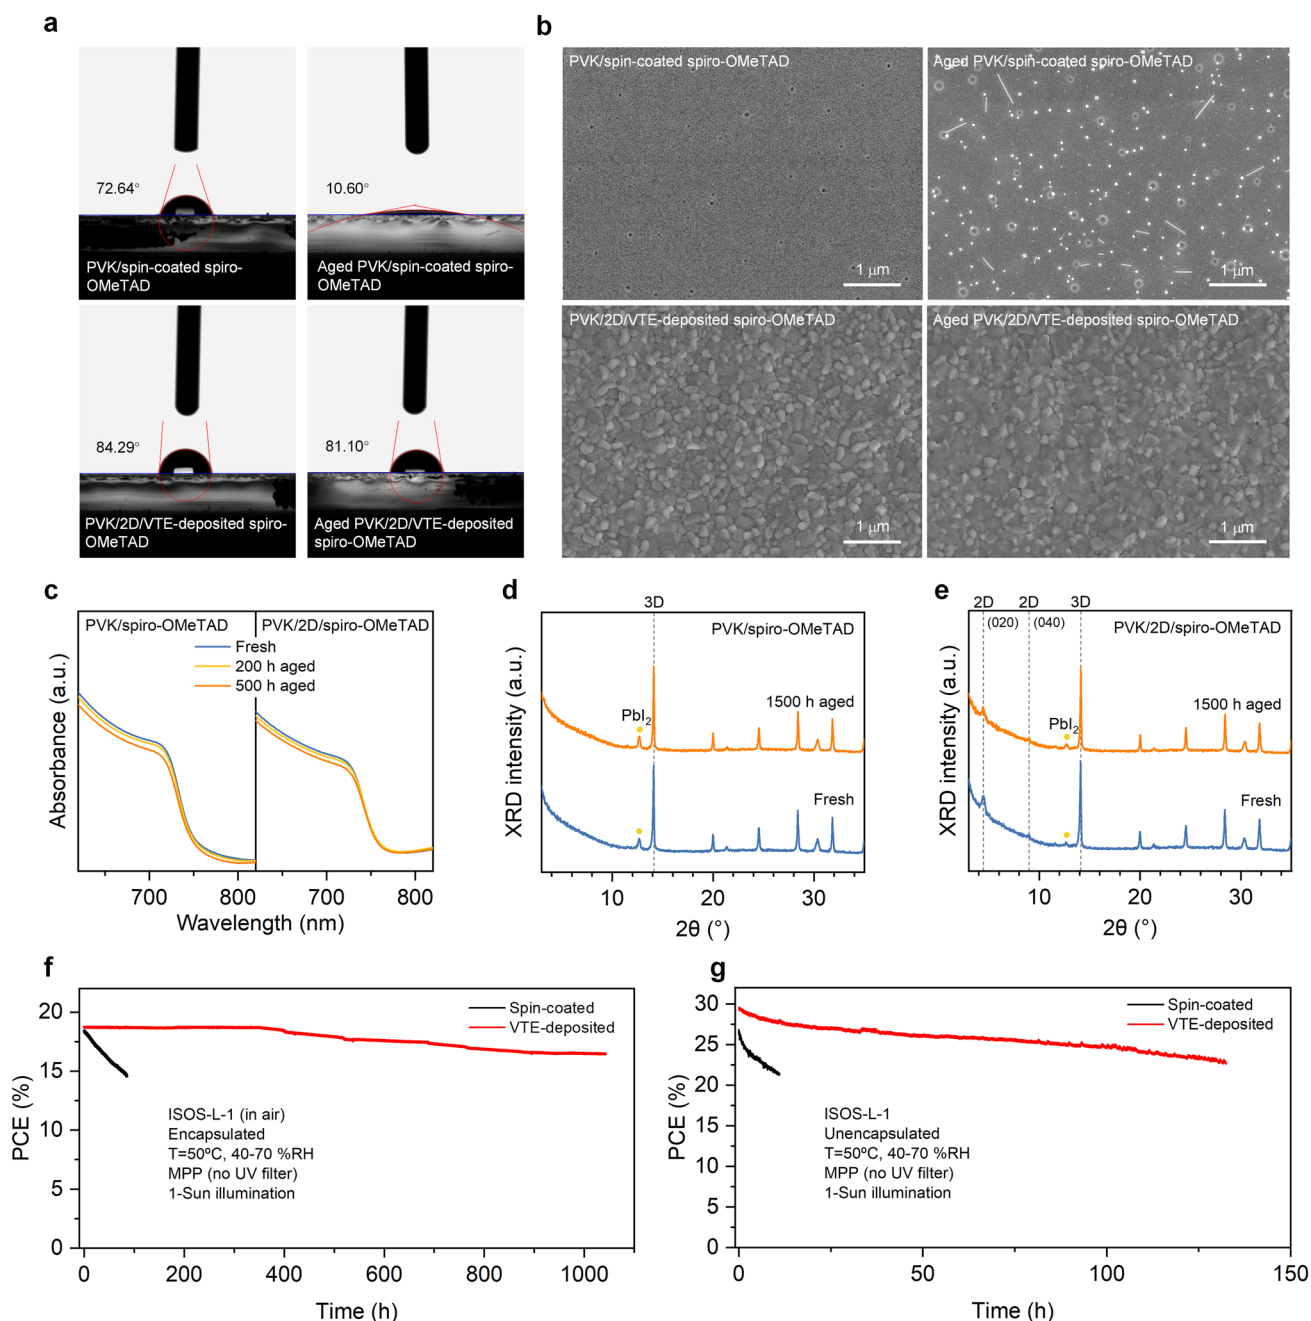 a
72.64°
PVK/spin-coated spiro-
OMeTAD
10.60°
Aged PVK/spin-coated spiro-
OMeTAD
84.29°
PVK/2D/VTE-deposited spiro-
OMeTAD
81.10°
Aged PVK/2D/VTE-deposited
spiro-OMeTAD
b
PVK/spin-coated spiro-OMeTAD
1 μm
Aged PVK/spin-coated spiro-OMeTAD
1 μm
PVK/2D/VTE-deposited spiro-OMeTAD
1 μm
Aged PVK/2D/VTE-deposited spiro-OMeTAD
1 μm
c
PVK/spiro-OMeTAD
PVK/2D/spiro-OMeTAD
Fresh
200 h aged
500 h aged
Absorbance (a.u.)
700
800
700
800
Wavelength (nm)
d
3D
PVK/spiro-OMeTAD
1500 h aged
PbI₂
Fresh
XRD intensity (a.u.)
10
20
30
2θ (°)
e
2D
(020)
2D
(040)
3D
PVK/2D/spiro-OMeTAD
1500 h aged
PbI₂
Fresh
XRD intensity (a.u.)
10
20
30
2θ (°)
f
Spin-coated
VTE-deposited
PCE (%)
20
15
10
5
0
ISOS-L-1 (in air)
Encapsulated
T=50ºC, 40-70 %RH
MPP (no UV filter)
1-Sun illumination
0
200
400
600
800
1000
Time (h)
g
Spin-coated
VTE-deposited
PCE (%)
30
25
20
15
10
5
0
ISOS-L-1
Unencapsulated
T=50ºC, 40-70 %RH
MPP (no UV filter)
1-Sun illumination
0
50
100
150
Time (h)